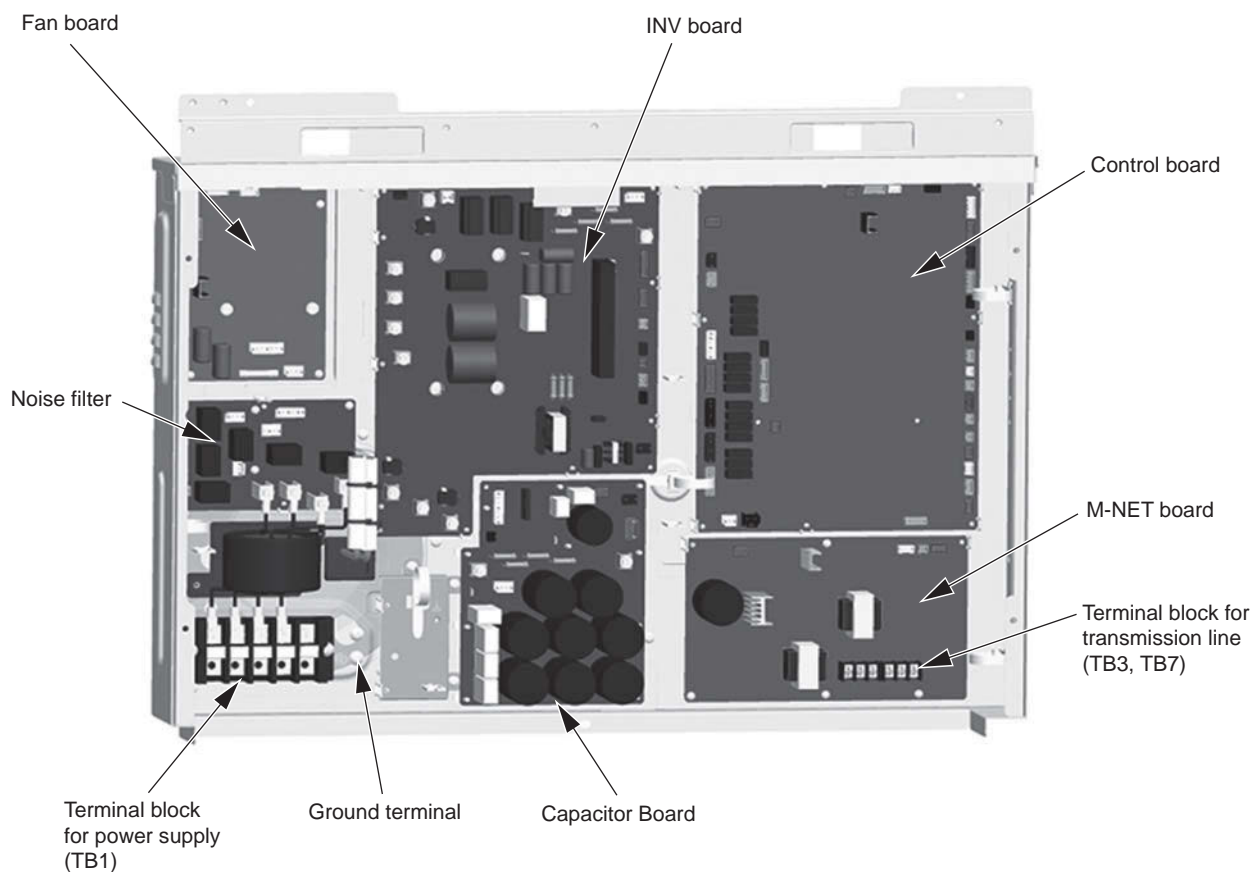 Fan board
INV board
Control board
Noise filter
M-NET board
Terminal block for
transmission line
(TB3, TB7)
Terminal block
for power supply
(TB1)
Ground terminal
Capacitor Board